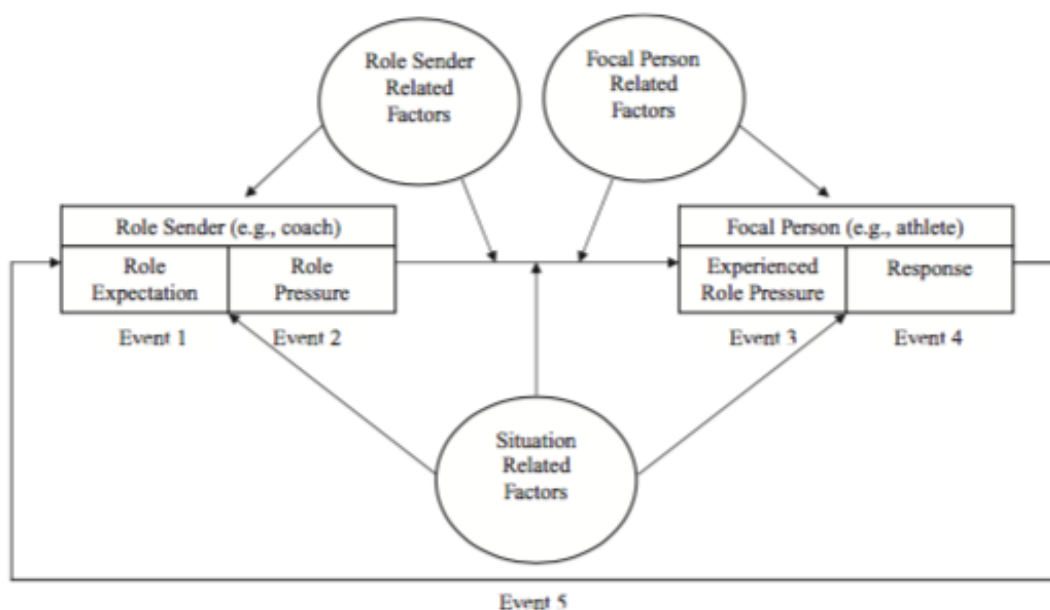 Role Sender
Related
Factors
Focal Person
Related
Factors
Role Sender (e.g., coach)
Role
Expectation
Role
Pressure
Event 1
Event 2
Focal Person (e.g., athlete)
Experienced
Role Pressure
Response
Event 3
Event 4
Situation
Related
Factors
Event 5